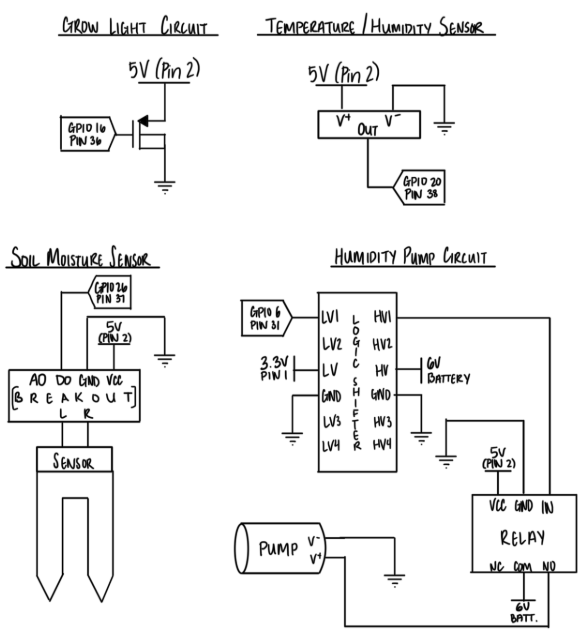 GROW LIGHT CIRCUIT
5V (Pin 2)
GPIO 16
PIN 36
TEMPERATURE/HUMIDITY SENSOR
5V (Pin 2)
V+ V-
OUT
GPIO 20
PIN 38
SOIL MOISTURE SENSOR
GPIO 26
PIN 37
5V
(PIN 2)
AO DO GND VCC
[BREAKOUT]
L R
SENSOR
HUMIDITY PUMP CIRCUIT
GPIO 6
PIN 31
3.3V
PIN 1
LV1
LV2
LV
GND
LV3
LV4
LOGIC SHIFTER
HV1
HV2
HV
GND
HV3
HV4
6V
BATTERY
5V
(PIN 2)
VCC GND IN
RELAY
NC COM NO
6V
BATT.
PUMP
V-
V+